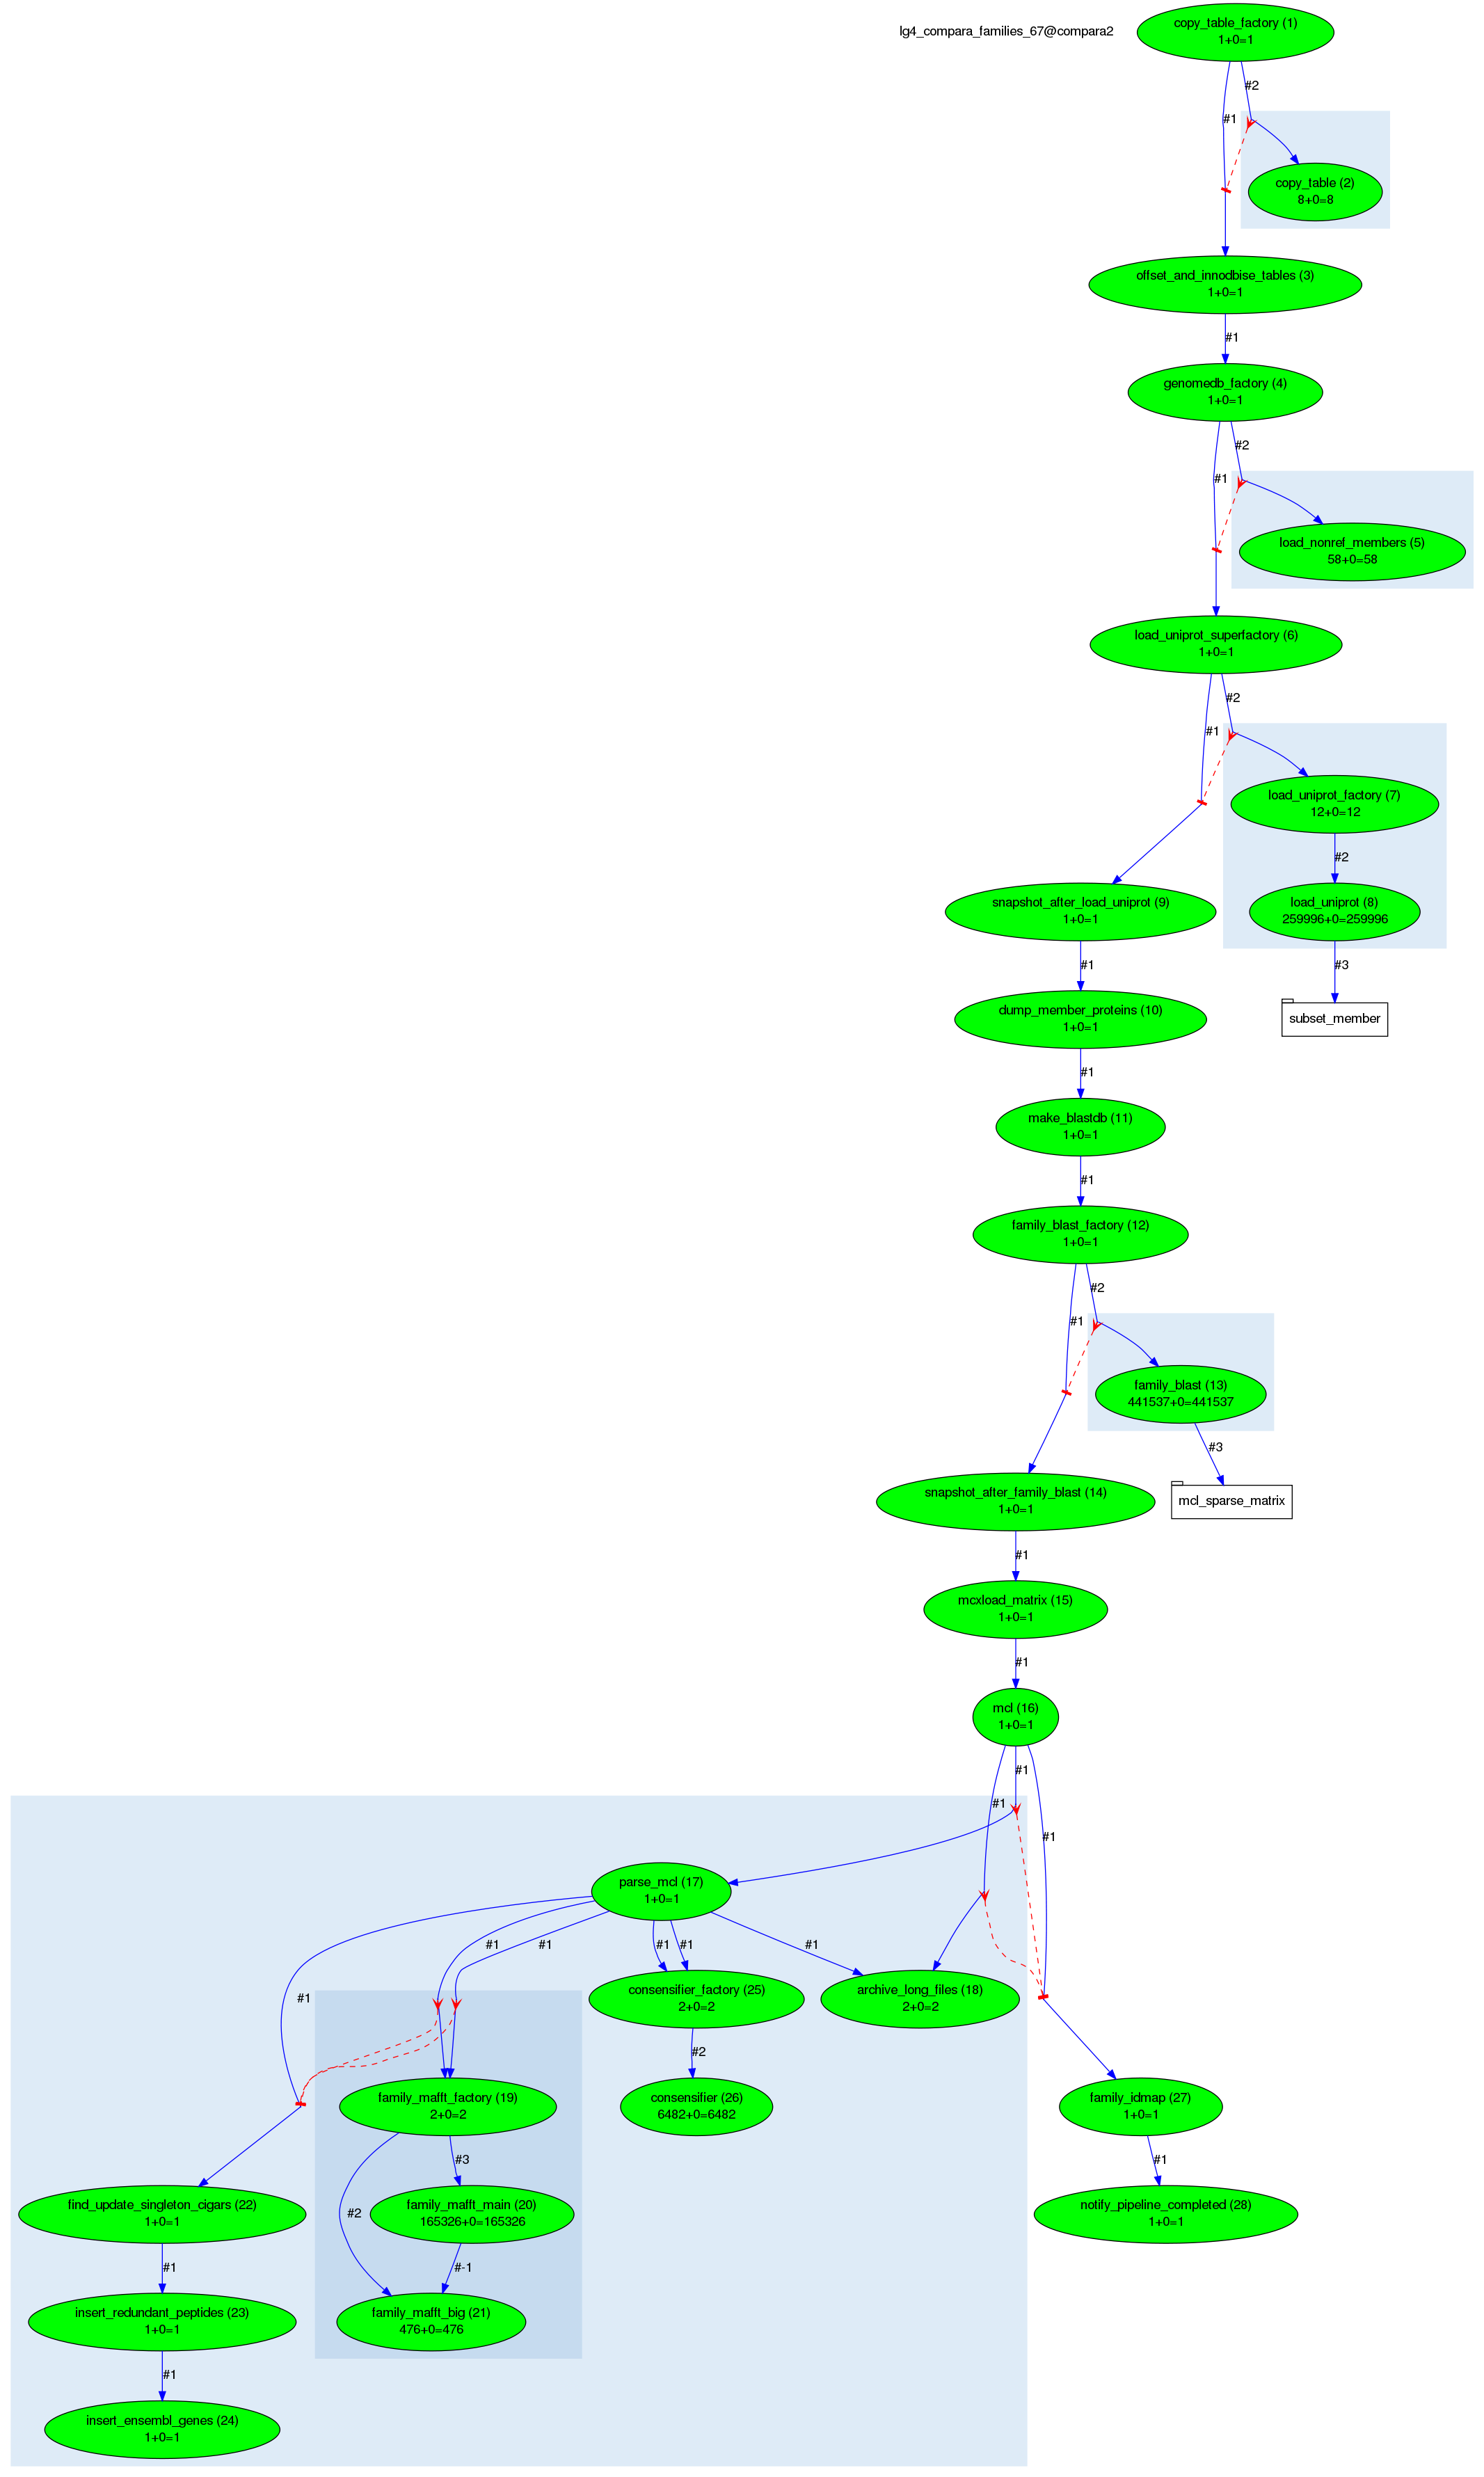 lg4_compara_families_67@compara2
copy_table_factory (1)
1+0=1
#2
#1
copy_table (2)
8+0=8
offset_and_innodbise_tables (3)
1+0=1
#1
genomedb_factory (4)
1+0=1
#2
#1
load_nonref_members (5)
58+0=58
load_uniprot_superfactory (6)
1+0=1
#2
#1
load_uniprot_factory (7)
12+0=12
#2
snapshot_after_load_uniprot (9)
1+0=1
load_uniprot (8)
259996+0=259996
#1
#3
dump_member_proteins (10)
1+0=1
subset_member
#1
make_blastdb (11)
1+0=1
#1
family_blast_factory (12)
1+0=1
#2
#1
family_blast (13)
441537+0=441537
#3
snapshot_after_family_blast (14)
1+0=1
mcl_sparse_matrix
#1
mcxload_matrix (15)
1+0=1
#1
mcl (16)
1+0=1
#1
#1
#1
parse_mcl (17)
1+0=1
#1
#1
#1
#1
#1
#1
consensifier_factory (25)
2+0=2
archive_long_files (18)
2+0=2
#2
family_mafft_factory (19)
2+0=2
consensifier (26)
6482+0=6482
family_idmap (27)
1+0=1
#3
#1
#2
find_update_singleton_cigars (22)
1+0=1
family_mafft_main (20)
165326+0=165326
notify_pipeline_completed (28)
1+0=1
#1
#-1
insert_redundant_peptides (23)
1+0=1
family_mafft_big (21)
476+0=476
#1
insert_ensembl_genes (24)
1+0=1